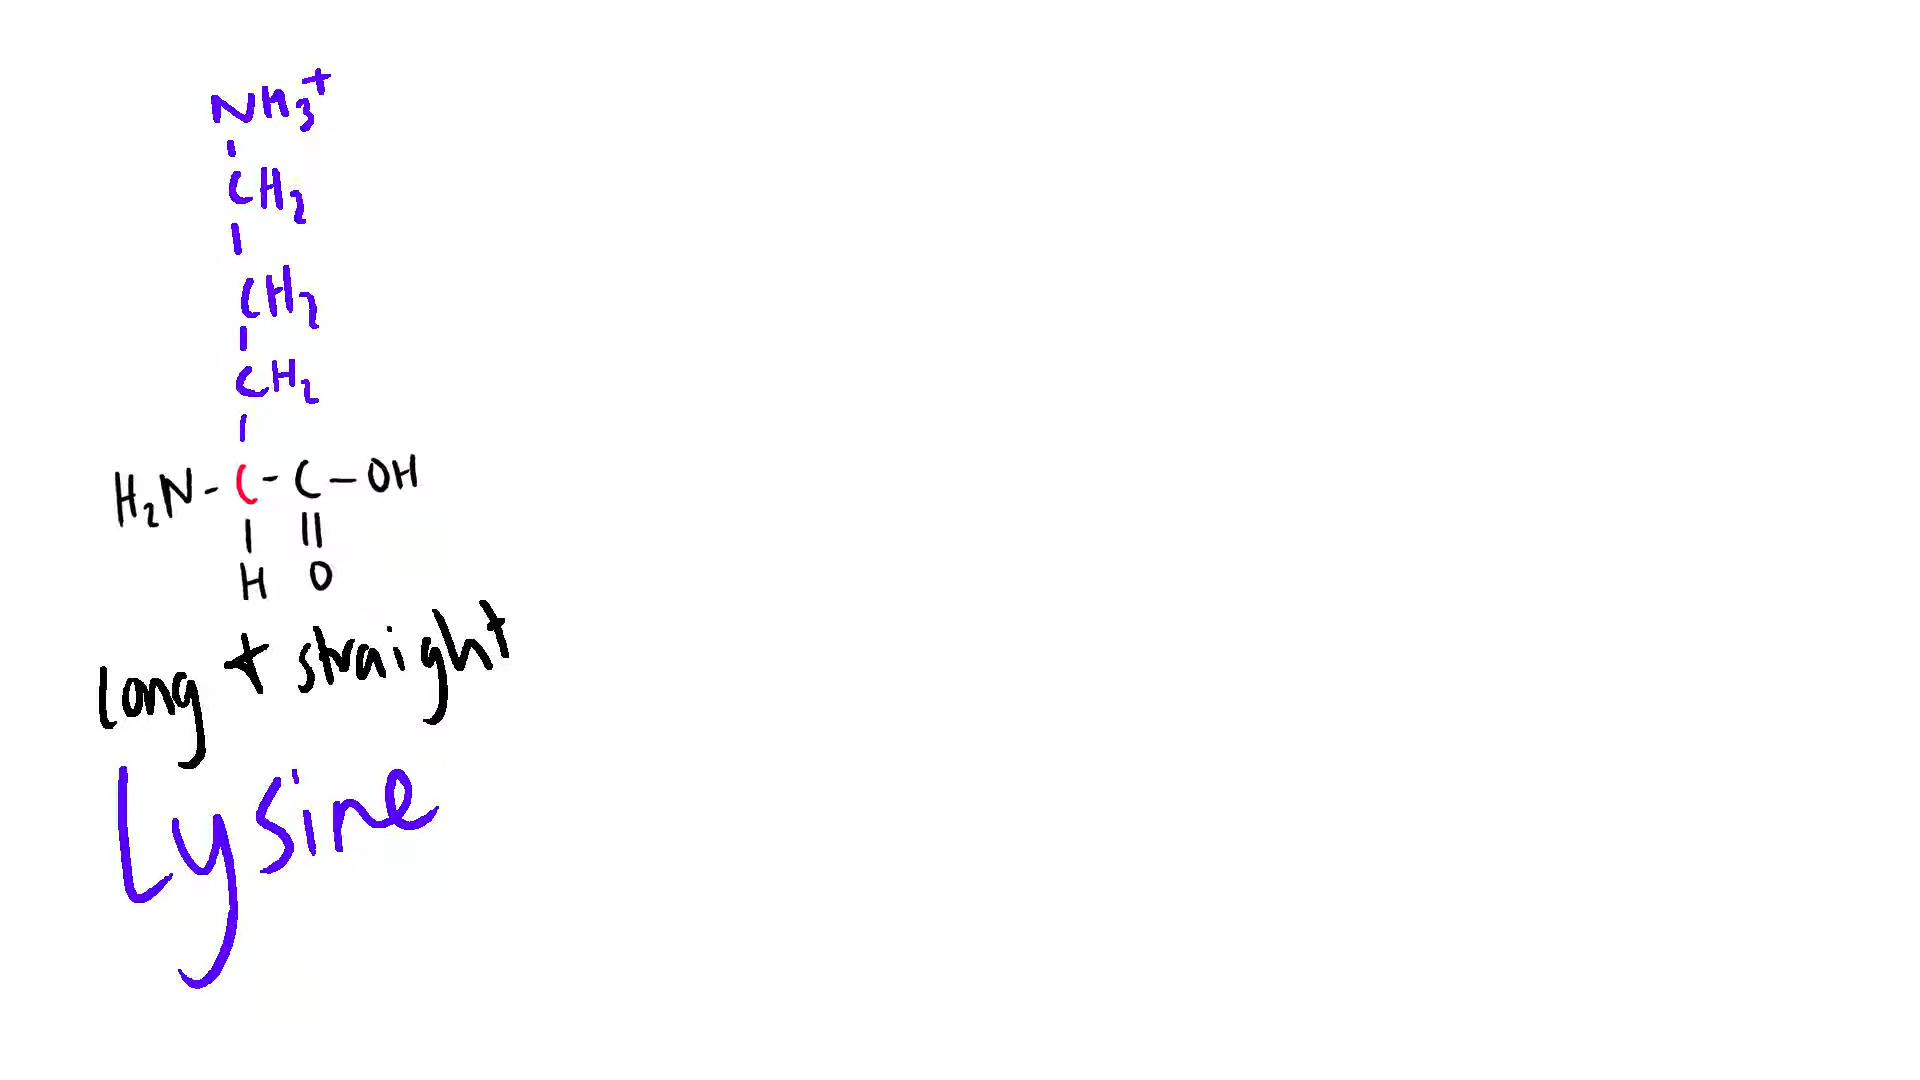 NH3+
CH2
CH2
CH2
H2N - C - C - OH
H O
long + straight
Lysine